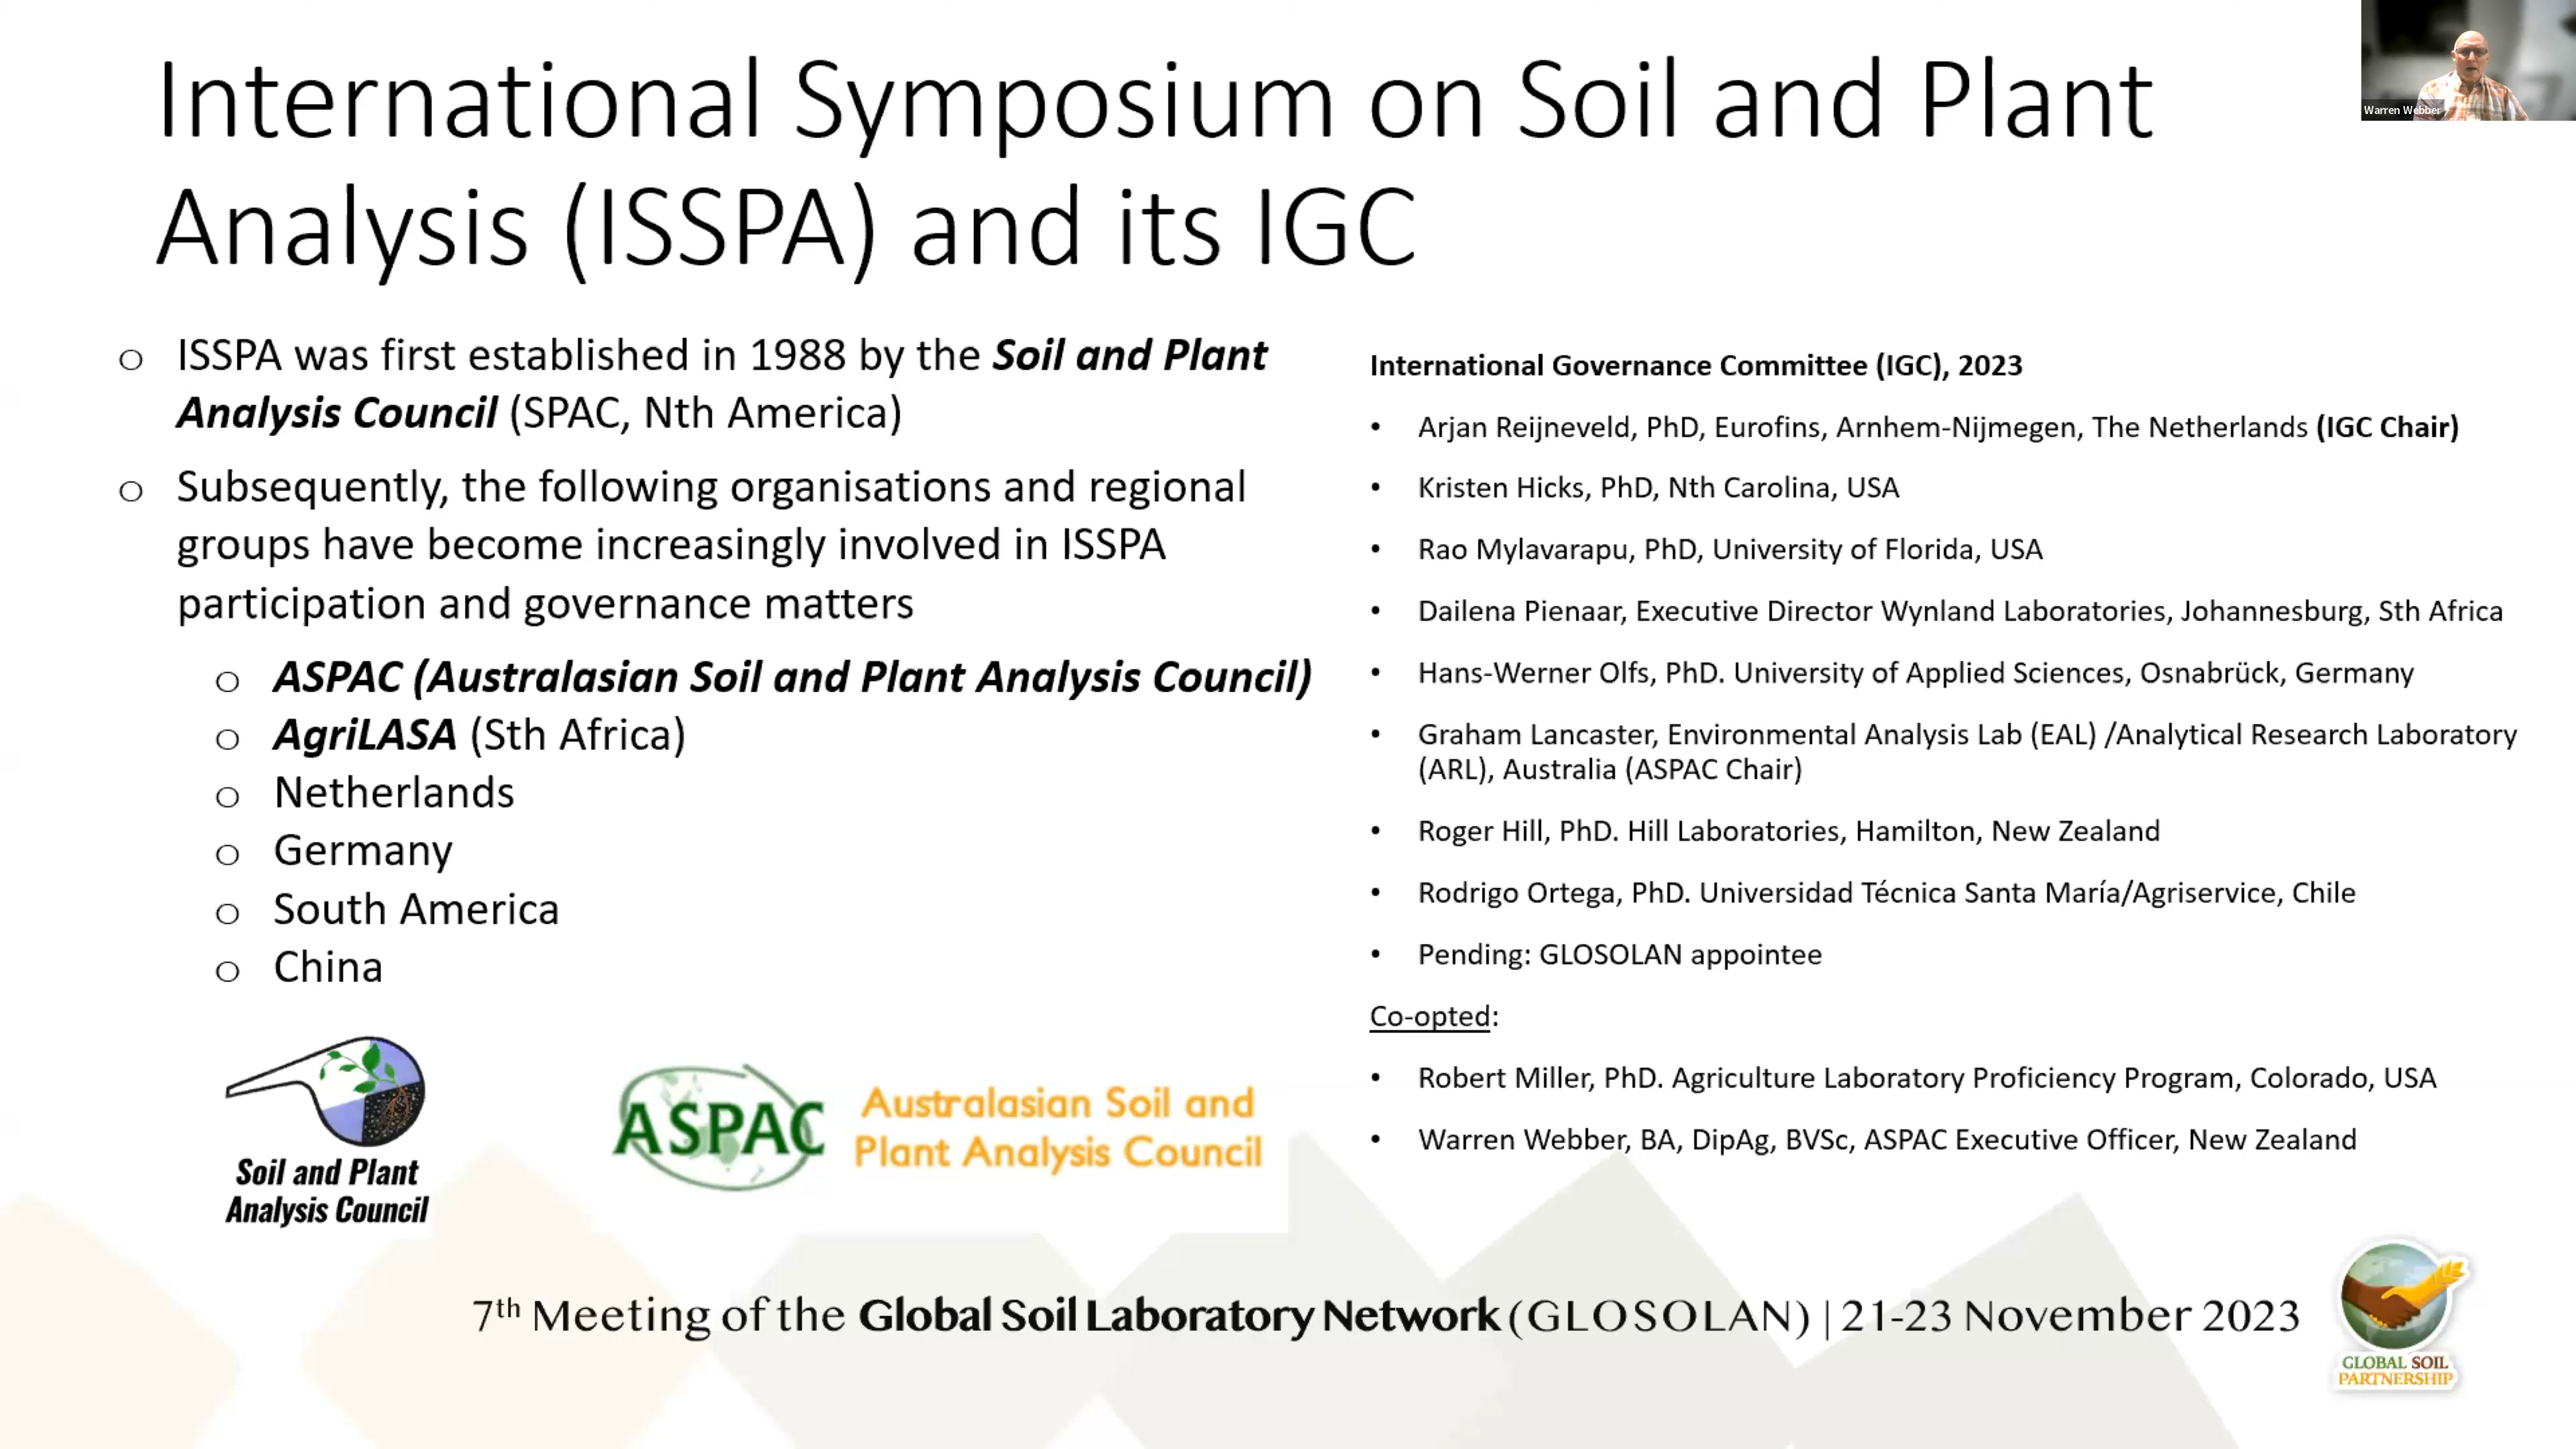 International Symposium on Soil and Plant
Analysis (ISSPA) and its IGC
Warren Webber
ISSPA was first established in 1988 by the Soil and Plant
Analysis Council (SPAC, Nth America)
Subsequently, the following organisations and regional
groups have become increasingly involved in ISSPA
participation and governance matters
ASPAC (Australasian Soil and Plant Analysis Council)
AgriLASA (Sth Africa)
Netherlands
Germany
South America
China
International Governance Committee (IGC), 2023
Arjan Reijneveld, PhD, Eurofins, Arnhem-Nijmegen, The Netherlands (IGC Chair)
Kristen Hicks, PhD, Nth Carolina, USA
Rao Mylavarapu, PhD, University of Florida, USA
Dailena Pienaar, Executive Director Wynland Laboratories, Johannesburg, Sth Africa
Hans-Werner Olfs, PhD. University of Applied Sciences, Osnabrück, Germany
Graham Lancaster, Environmental Analysis Lab (EAL) /Analytical Research Laboratory
(ARL), Australia (ASPAC Chair)
Roger Hill, PhD. Hill Laboratories, Hamilton, New Zealand
Rodrigo Ortega, PhD. Universidad Técnica Santa María/Agriservice, Chile
Pending: GLOSOLAN appointee
Co-opted:
Robert Miller, PhD. Agriculture Laboratory Proficiency Program, Colorado, USA
Warren Webber, BA, DipAg, BVSc, ASPAC Executive Officer, New Zealand
Soil and Plant
Analysis Council
ASPAC
Australasian Soil and
Plant Analysis Council
7th Meeting of the Global Soil Laboratory Network (GLOSOLAN) | 21-23 November 2023
GLOBAL SOIL
PARTNERSHIP